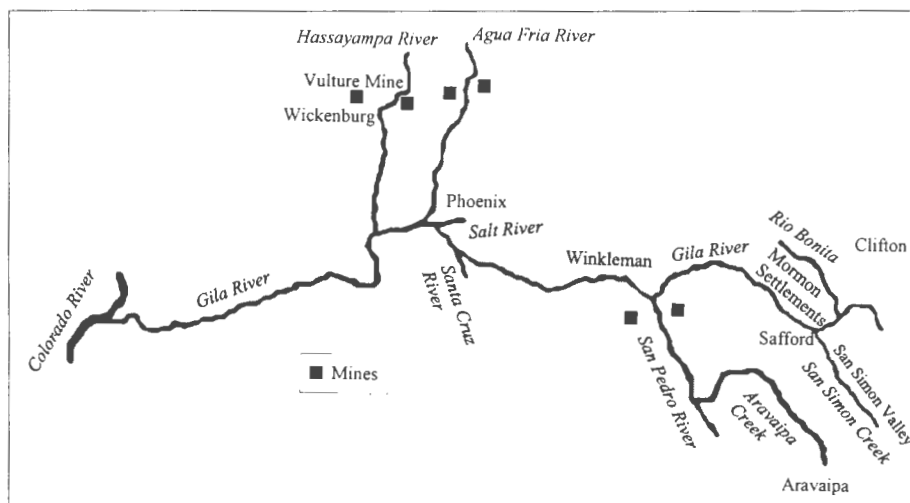 Hassayampa River
Agua Fria River
Vulture Mine
Wickenburg
Phoenix
Salt River
Rio Bonita
Clifton
Winkleman
Gila River
Mormon
Settlements
Colorado River
Gila River
Santa Cruz
River
Safford
San Simon Valley
San Simon Creek
Mines
San Pedro River
Aravaipa
Creek
Aravaipa